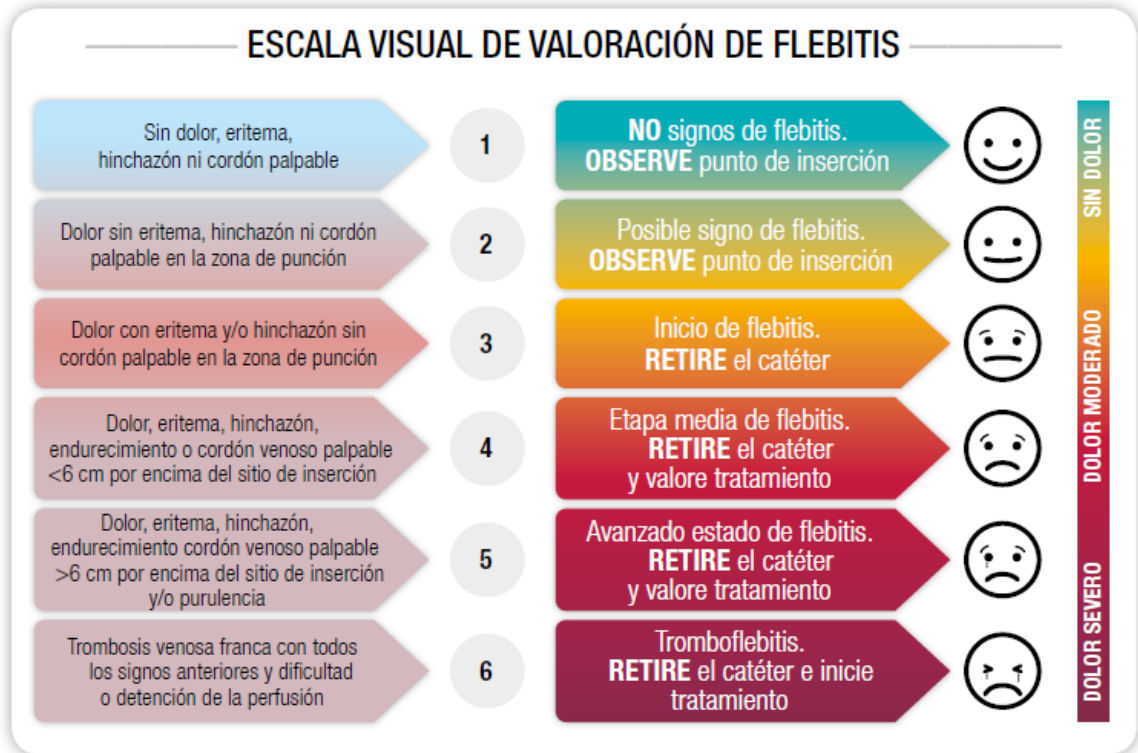 ESCALA VISUAL DE VALORACIÓN DE FLEBITIS
Sin dolor, eritema,
hinchazón ni cordón palpable
1
NO signos de flebitis.
OBSERVE punto de inserción
Dolor sin eritema, hinchazón ni cordón
palpable en la zona de punción
2
Posible signo de flebitis.
OBSERVE punto de inserción
Dolor con eritema y/o hinchazón sin
cordón palpable en la zona de punción
3
Inicio de flebitis.
RETIRE el catéter
Dolor, eritema, hinchazón,
endurecimiento o cordón venoso palpable
<6 cm por encima del sitio de inserción
4
Etapa media de flebitis.
RETIRE el catéter
y valore tratamiento
Dolor, eritema, hinchazón,
endurecimiento cordón venoso palpable
>6 cm por encima del sitio de inserción
y/o purulencia
5
Avanzado estado de flebitis.
RETIRE el catéter
y valore tratamiento
Trombosis venosa franca con todos
los signos anteriores y dificultad
o detención de la perfusión
6
Tromboflebitis.
RETIRE el catéter e inicie
tratamiento
SIN DOLOR
DOLOR MODERADO
DOLOR SEVERO